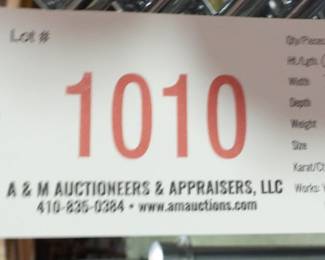 Lot #
1010
A & M AUCTIONEERS & APPRAISERS, LLC
410-835-0384 • www.amauctions.com
Qty/Pieces
Ht./Lgth. (
Width
Depth
Weight
Size
Karat/Ct.
Works: